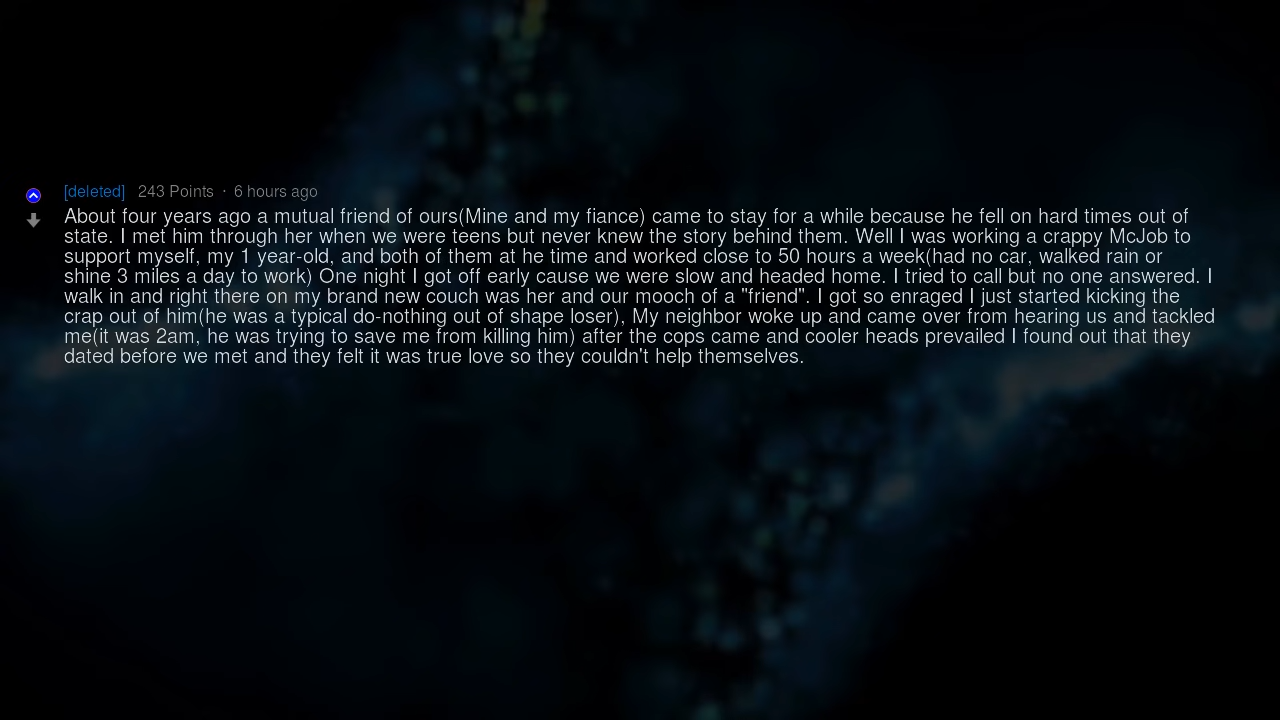 [deleted] 243 Points · 6 hours ago
About four years ago a mutual friend of ours(Mine and my fiance) came to stay for a while because he fell on hard times out of
state. I met him through her when we were teens but never knew the story behind them. Well I was working a crappy McJob to
support myself, my 1 year-old, and both of them at he time and worked close to 50 hours a week(had no car, walked rain or
shine 3 miles a day to work) One night I got off early cause we were slow and headed home. I tried to call but no one answered. I
walk in and right there on my brand new couch was her and our mooch of a "friend". I got so enraged I just started kicking the
crap out of him(he was a typical do-nothing out of shape loser), My neighbor woke up and came over from hearing us and tackled
me(it was 2am, he was trying to save me from killing him) after the cops came and cooler heads prevailed I found out that they
dated before we met and they felt it was true love so they couldn't help themselves.